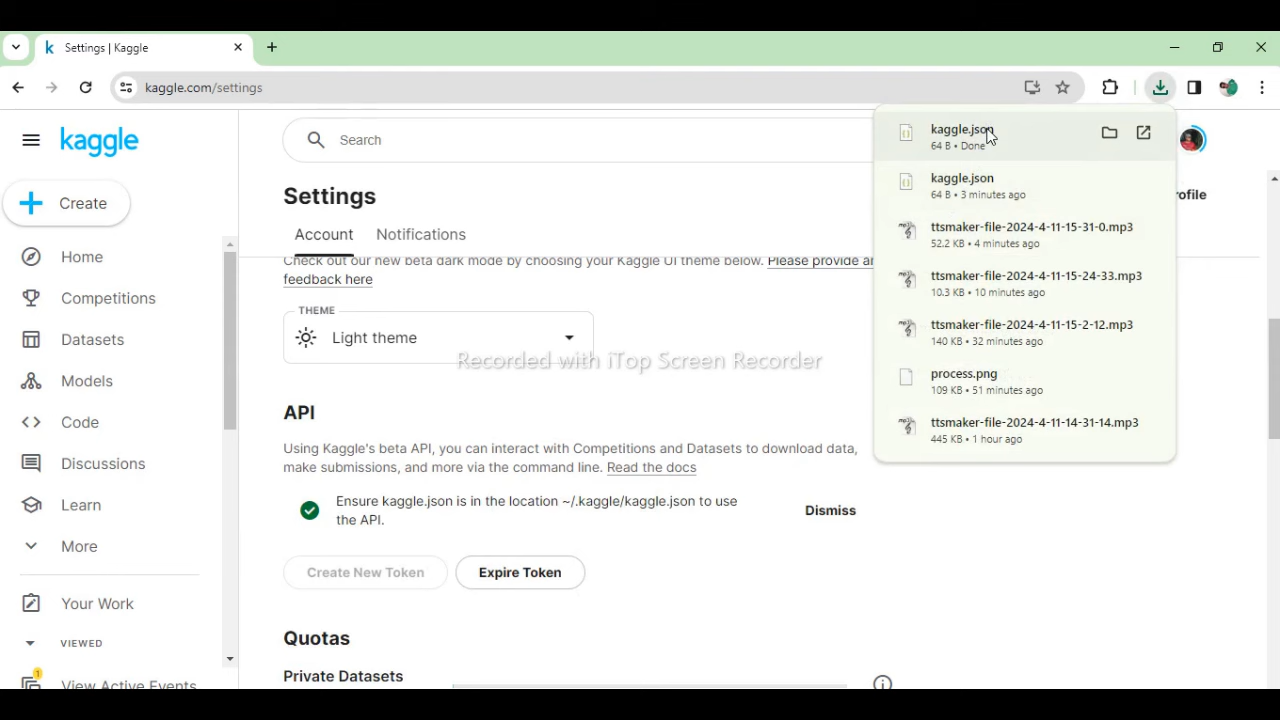 Settings | Kaggle
kaggle.com/settings
kaggle
Search
kaggle.json
64 B • Done
kaggle.json
64 B • 3 minutes ago
ttsmaker-file-2024-4-11-15-31-0.mp3
52.2 KB • 4 minutes ago
ttsmaker-file-2024-4-11-15-24-33.mp3
10.3 KB • 10 minutes ago
ttsmaker-file-2024-4-11-15-2-12.mp3
140 KB • 32 minutes ago
process.png
109 KB • 51 minutes ago
ttsmaker-file-2024-4-11-14-31-14.mp3
445 KB • 1 hour ago
Create
Home
Competitions
Datasets
Models
Code
Discussions
Learn
More
Your Work
VIEWED
1
View Active Events
Settings
Account Notifications
Check out our new beta dark mode by choosing your Kaggle UI theme below. Please provide
feedback here
THEME
Light theme
Recorded with iTop Screen Recorder
API
Using Kaggle's beta API, you can interact with Competitions and Datasets to download data,
make submissions, and more via the command line. Read the docs
Ensure kaggle.json is in the location ~/.kaggle/kaggle.json to use
the API.
Dismiss
Create New Token
Expire Token
Quotas
Private Datasets